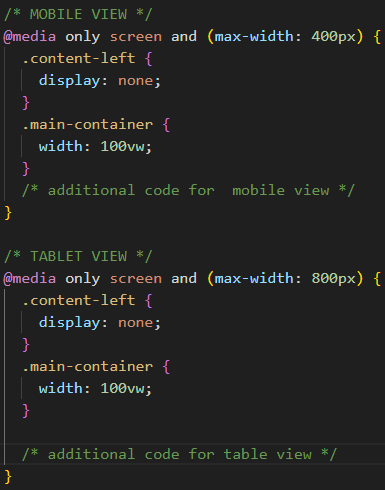 /* MOBILE VIEW */
@media only screen and (max-width: 400px) {
.content-left {
display: none;
}
.main-container {
width: 100vw;
}
/* additional code for  mobile view */
}
/* TABLET VIEW */
@media only screen and (max-width: 800px) {
.content-left {
display: none;
}
.main-container {
width: 100vw;
}
/* additional code for table view */
}